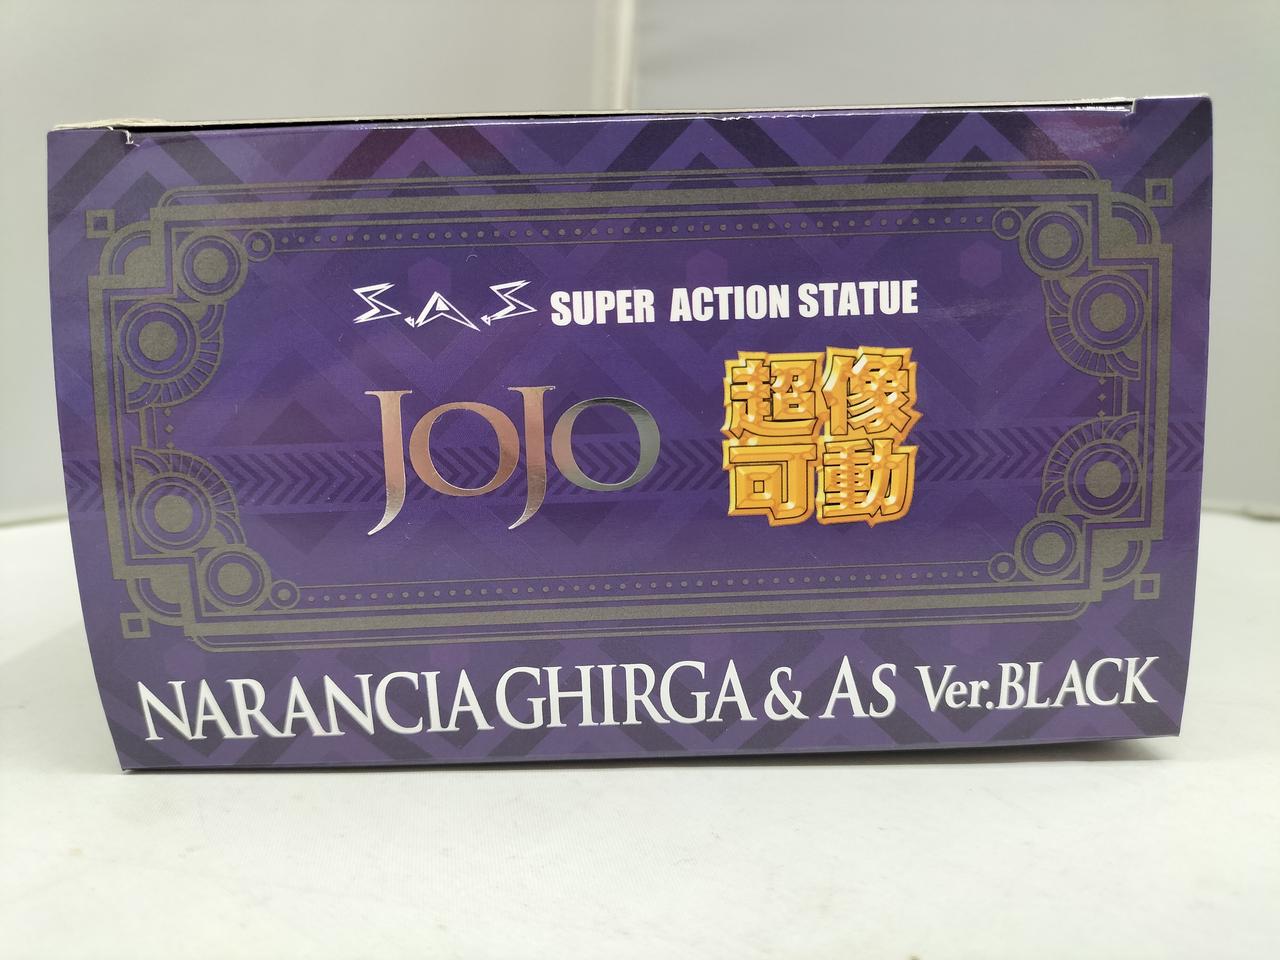 S.A.S SUPER ACTION STATUE
JOJO
超像
可動
NARANCIA GHIRGA & AS Ver.BLACK